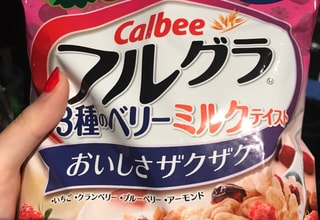 Calbee
フルグラ
3種のベリーミルクテイスト
おいしさザクザク
・いちご・クランベリー・ブルーベリー・アーモンド